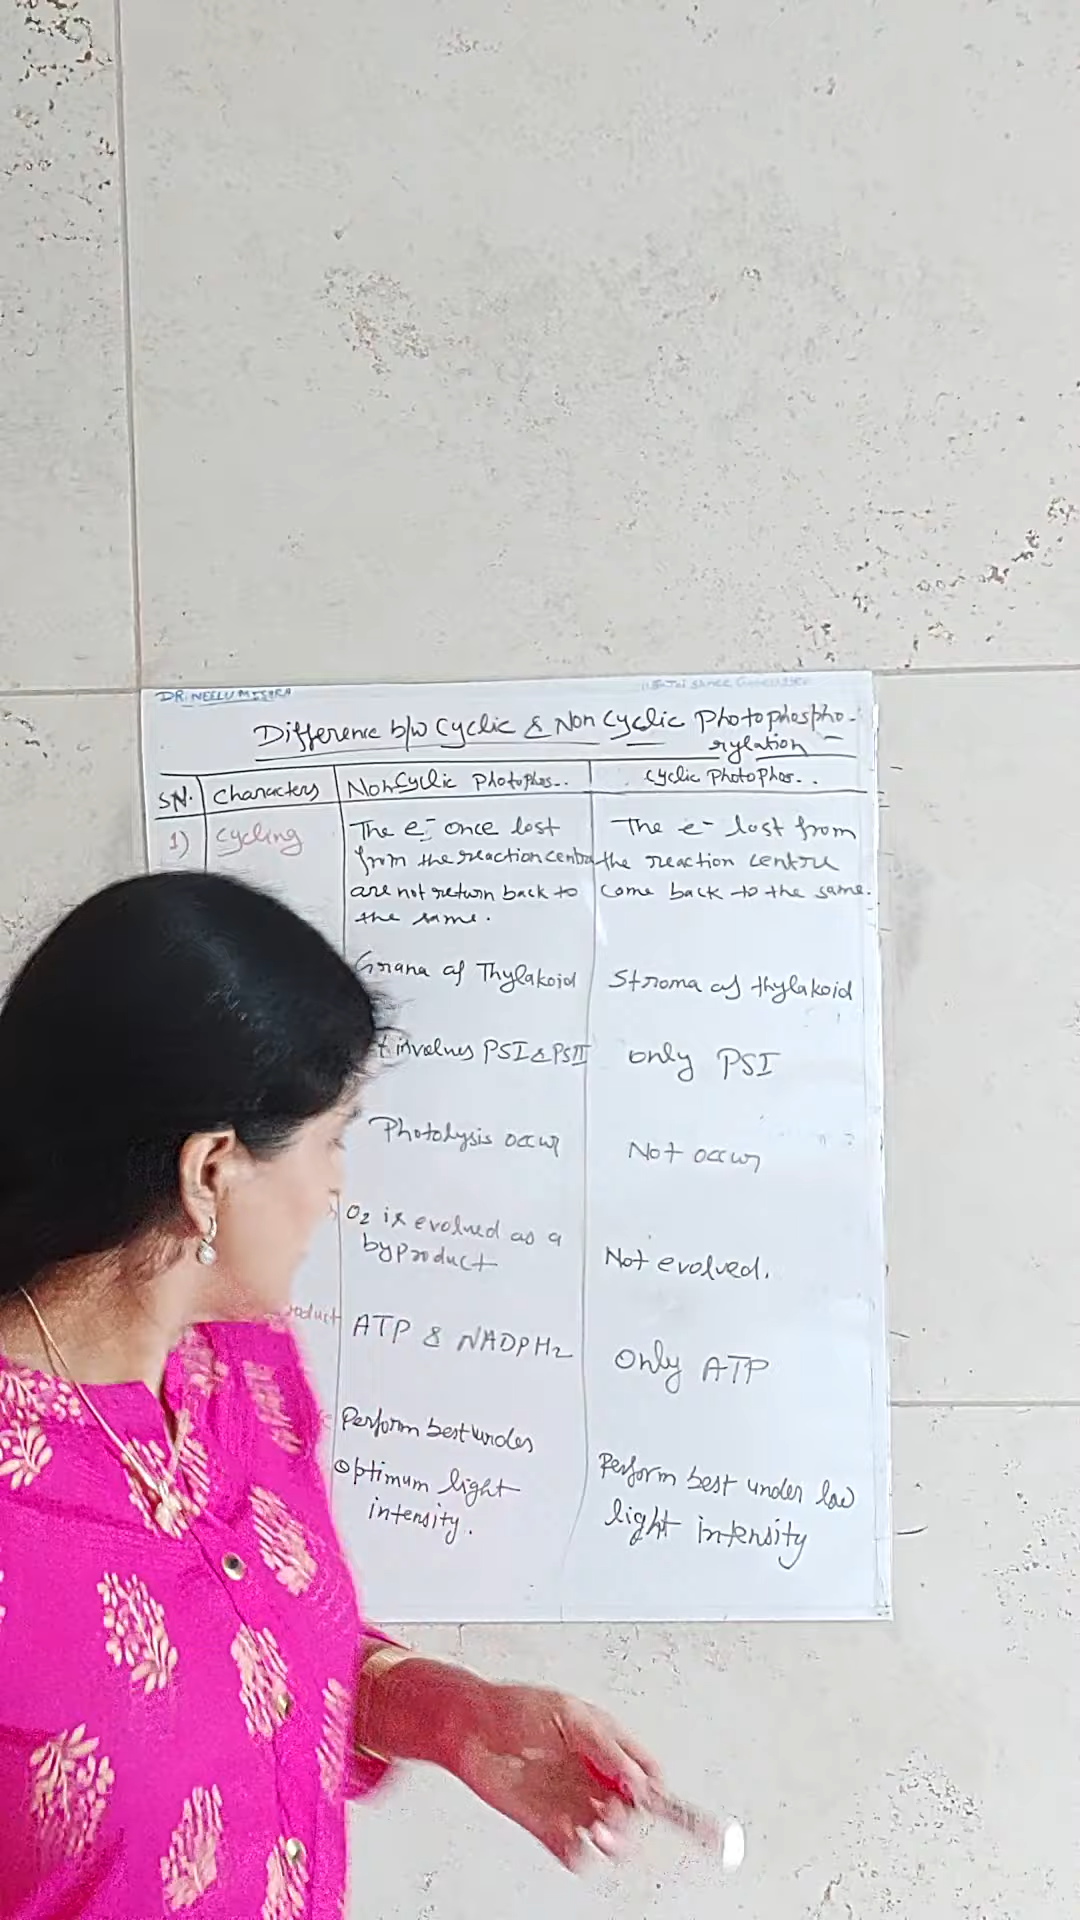 DR. NEELU MISHRA
Difference b/w Cyclic & Non Cyclic Photophospho-
rylation
SN. Characters NonCyclic Photophos.. Cyclic Photophos...
1) Cycling
The e- once lost
from the reaction centre
are not return back to
the same.
The e- lost from
the reaction centre
come back to the same.
Grana of Thylakoid
Stroma of thylakoid
involves PSI & PSII
only PSI
Photolysis occur
Not occur
O2 is evolved as a
byproduct
Not evolved.
ATP & NADPH2
Only ATP
Perform best under
Optimum light
intensity.
Perform best under low
light intensity